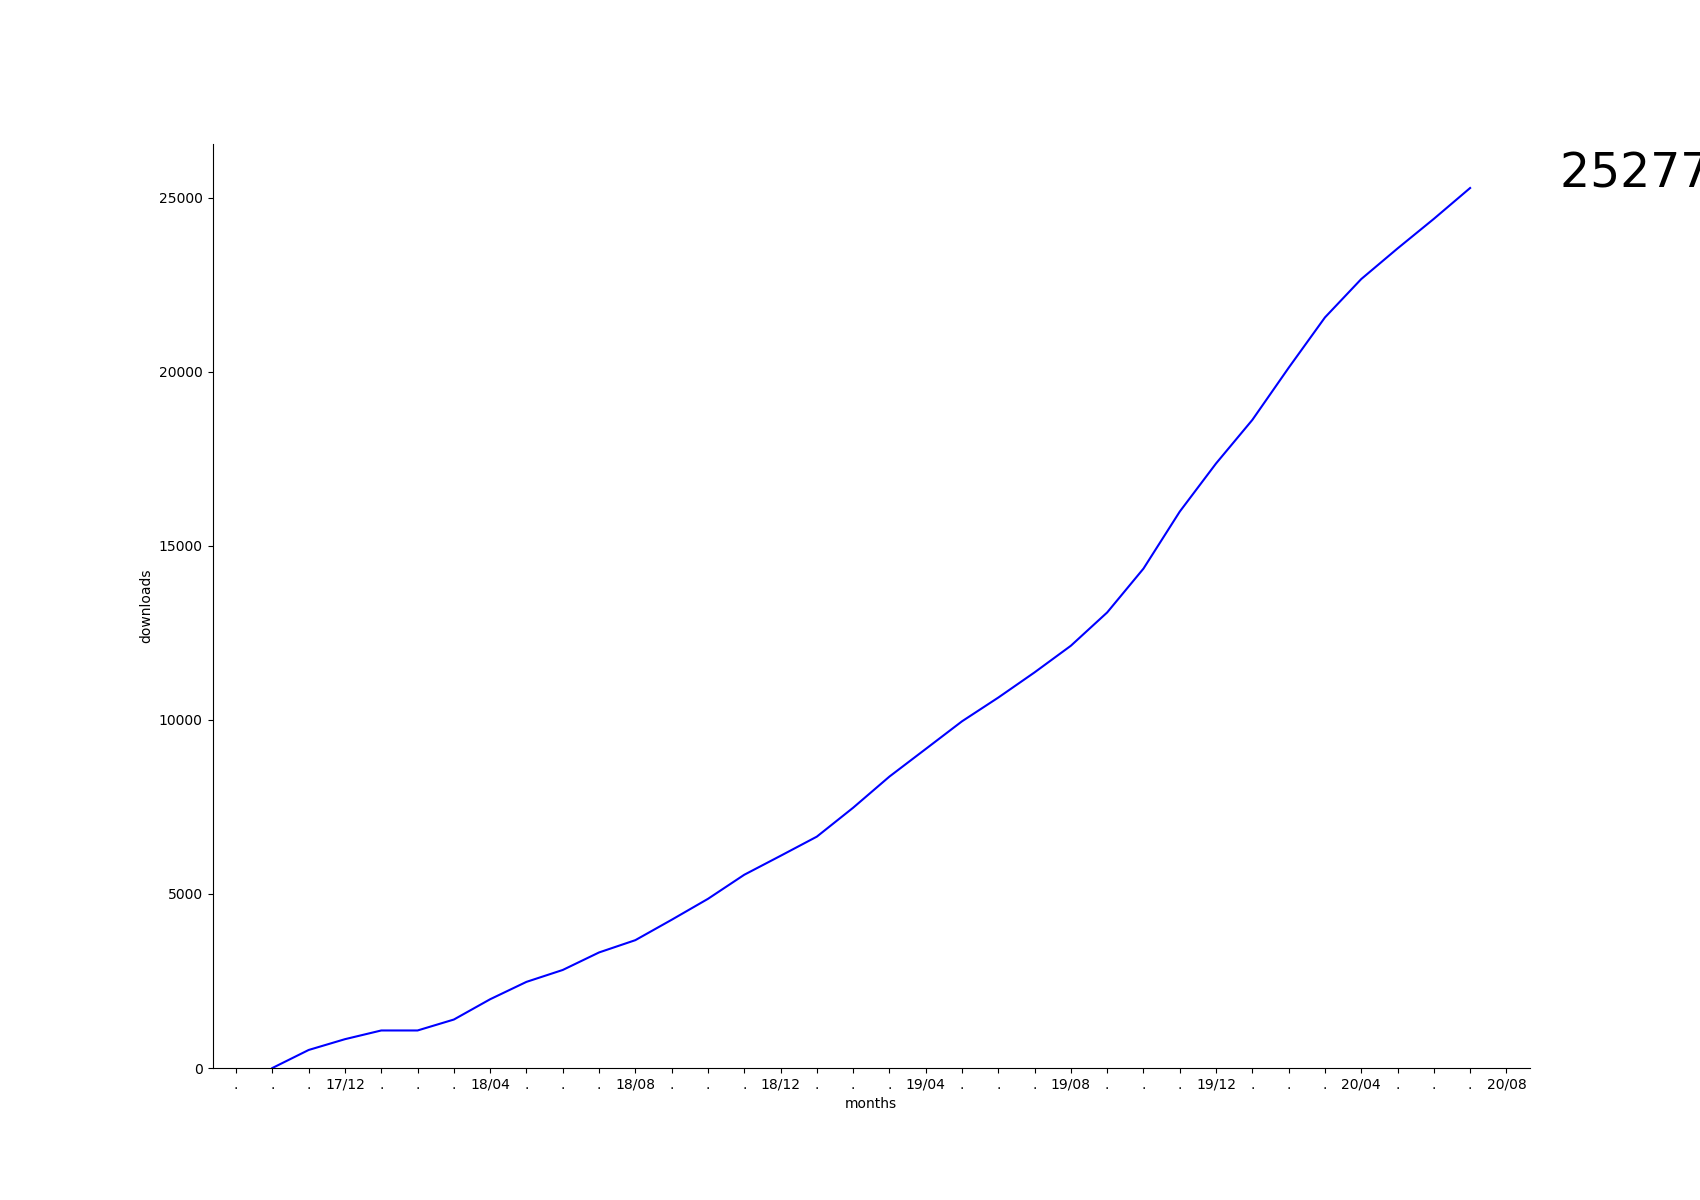 25277
25000
20000
15000
10000
5000
0
downloads
. . . 17/12 . . . 18/04 . . . 18/08 . . . 18/12 . . . 19/04 . . . 19/08 . . . 19/12 . . . 20/04 . . . 20/08
months